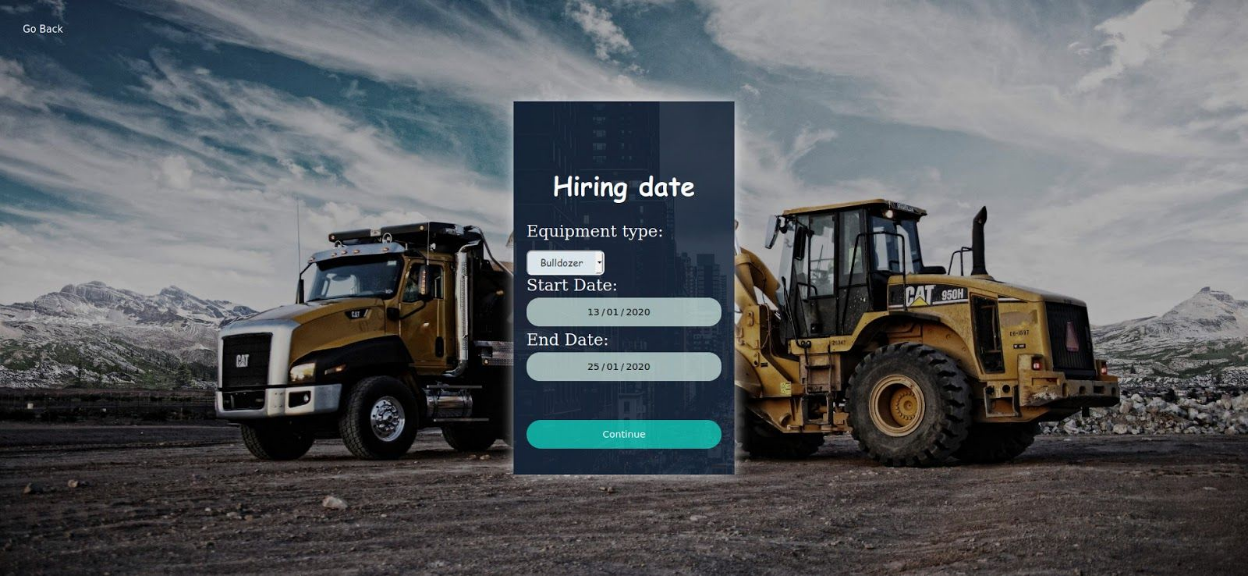 Go Back
Hiring date
Equipment type:
Bulldozer
Start Date:
13/01/2020
End Date:
25/01/2020
Continue
CAT
CAT
CAT 950H